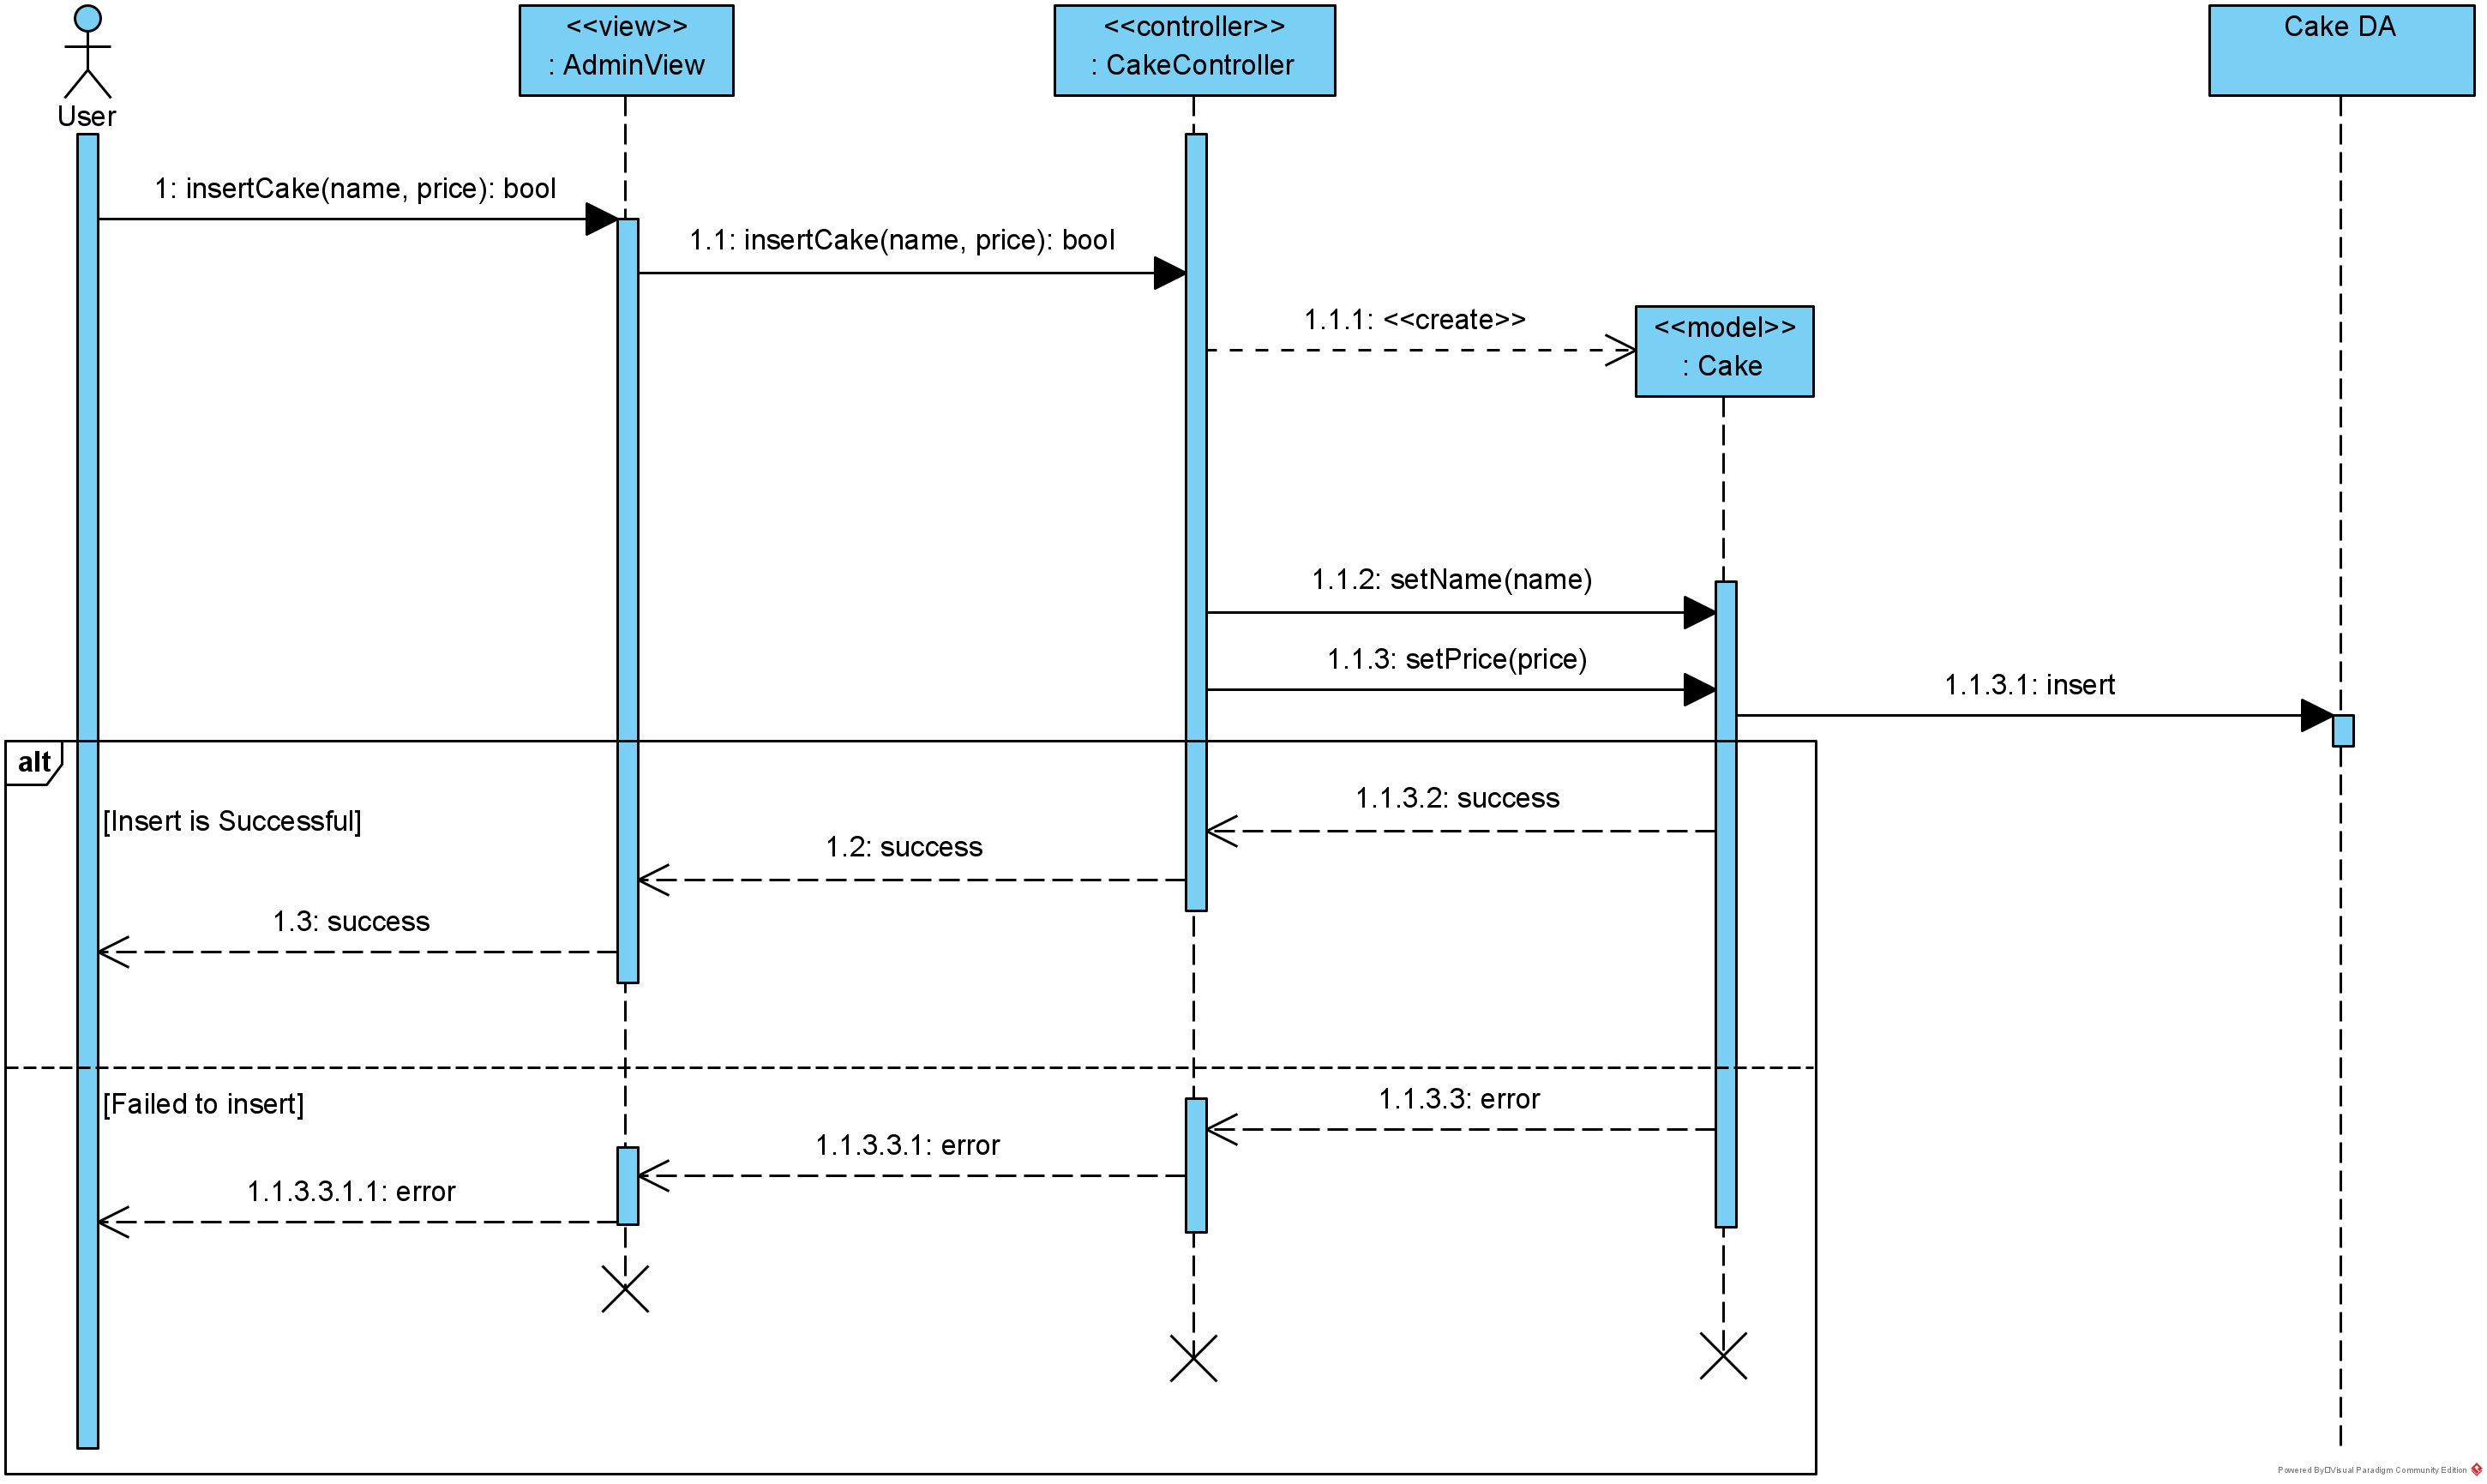 <<view>>
: AdminView
<<controller>>
: CakeController
Cake DA
User
1: insertCake(name, price): bool
1.1: insertCake(name, price): bool
1.1.1: <<create>>
<<model>>
: Cake
1.1.2: setName(name)
1.1.3: setPrice(price)
1.1.3.1: insert
alt
[Insert is Successful]
1.1.3.2: success
1.2: success
1.3: success
[Failed to insert]
1.1.3.3: error
1.1.3.3.1: error
1.1.3.3.1.1: error
Powered By□Visual Paradigm Community Edition